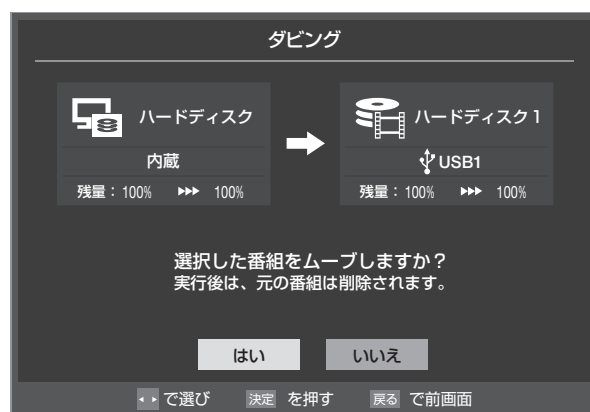 ダビング
ハードディスク
内蔵
残量：100% ▶▶▶ 100%
ハードディスク1
USB1
残量：100% ▶▶▶ 100%
選択した番組をムーブしますか？
実行後は、元の番組は削除されます。
はい いいえ
で選び 決定 を押す 戻る で前画面